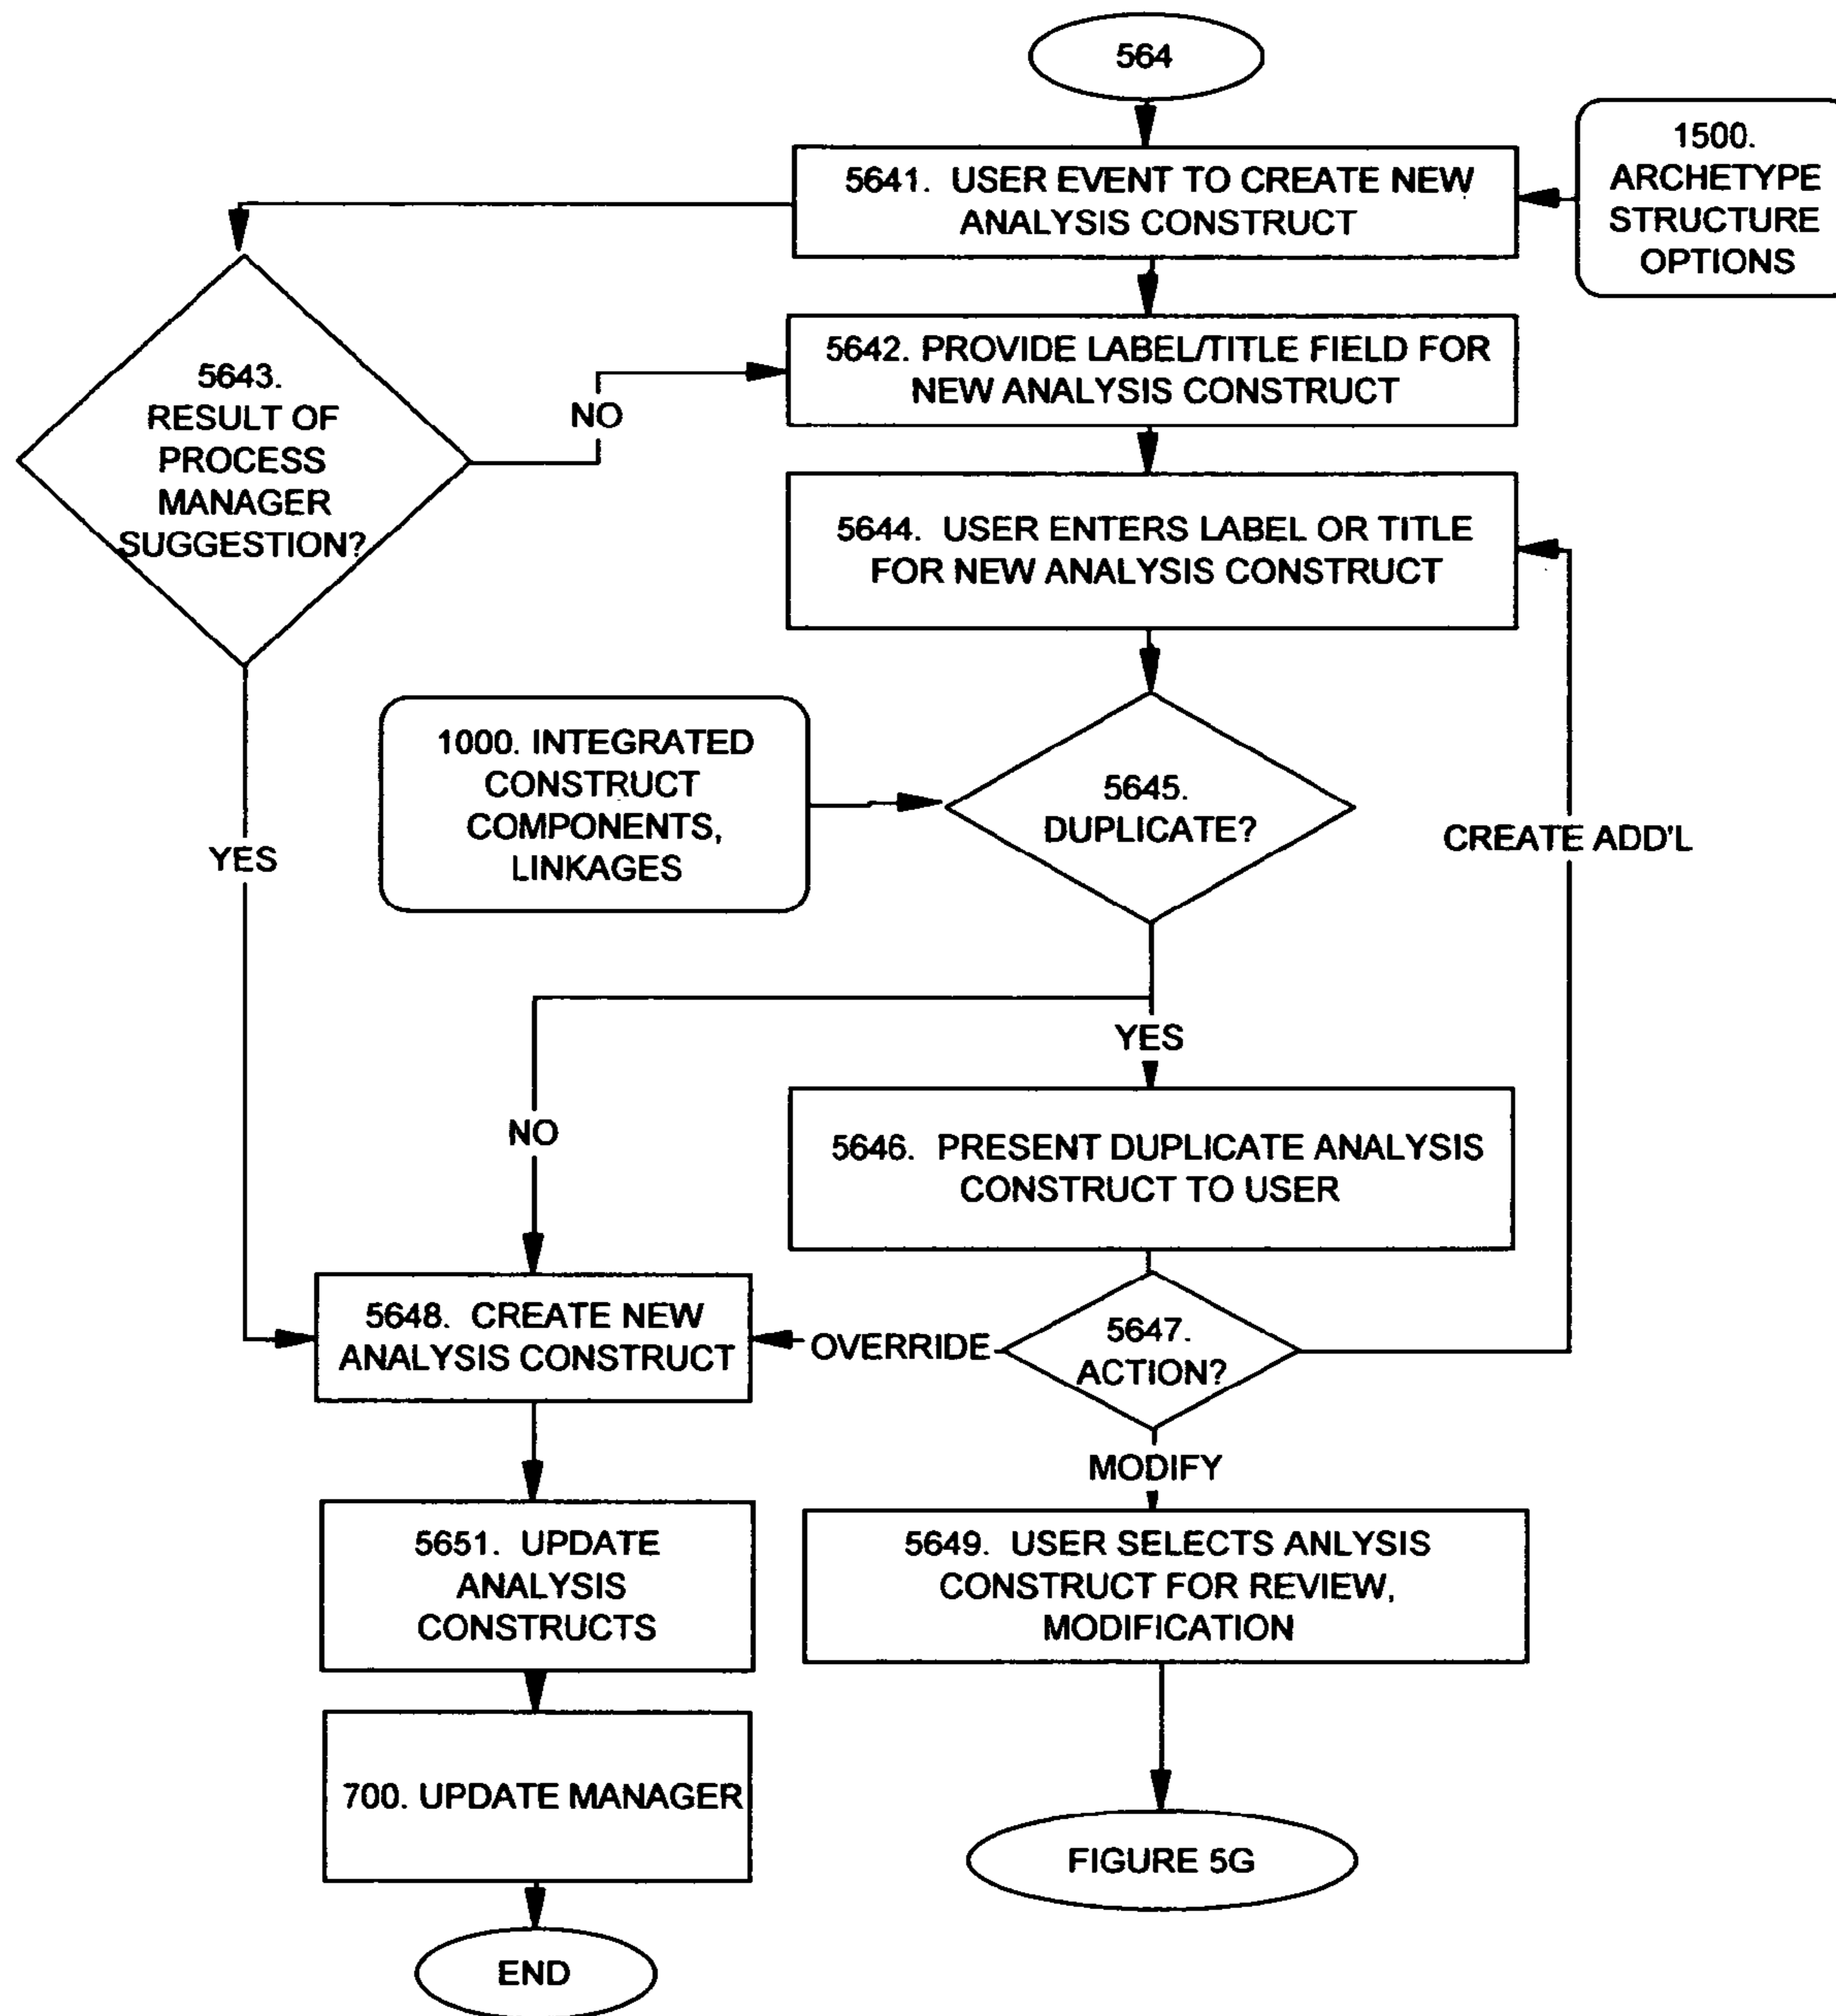 564
1500.
ARCHETYPE
STRUCTURE
OPTIONS
5641. USER EVENT TO CREATE NEW
ANALYSIS CONSTRUCT
5642. PROVIDE LABEL/TITLE FIELD FOR
NEW ANALYSIS CONSTRUCT
5643.
RESULT OF
PROCESS
MANAGER
SUGGESTION?
NO
5644. USER ENTERS LABEL OR TITLE
FOR NEW ANALYSIS CONSTRUCT
1000. INTEGRATED
CONSTRUCT
COMPONENTS,
LINKAGES
5645.
DUPLICATE?
CREATE ADD'L
YES
YES
NO
5646. PRESENT DUPLICATE ANALYSIS
CONSTRUCT TO USER
5648. CREATE NEW
ANALYSIS CONSTRUCT
OVERRIDE
5647.
ACTION?
MODIFY
5651. UPDATE
ANALYSIS
CONSTRUCTS
5649. USER SELECTS ANLYSIS
CONSTRUCT FOR REVIEW,
MODIFICATION
700. UPDATE MANAGER
FIGURE 5G
END